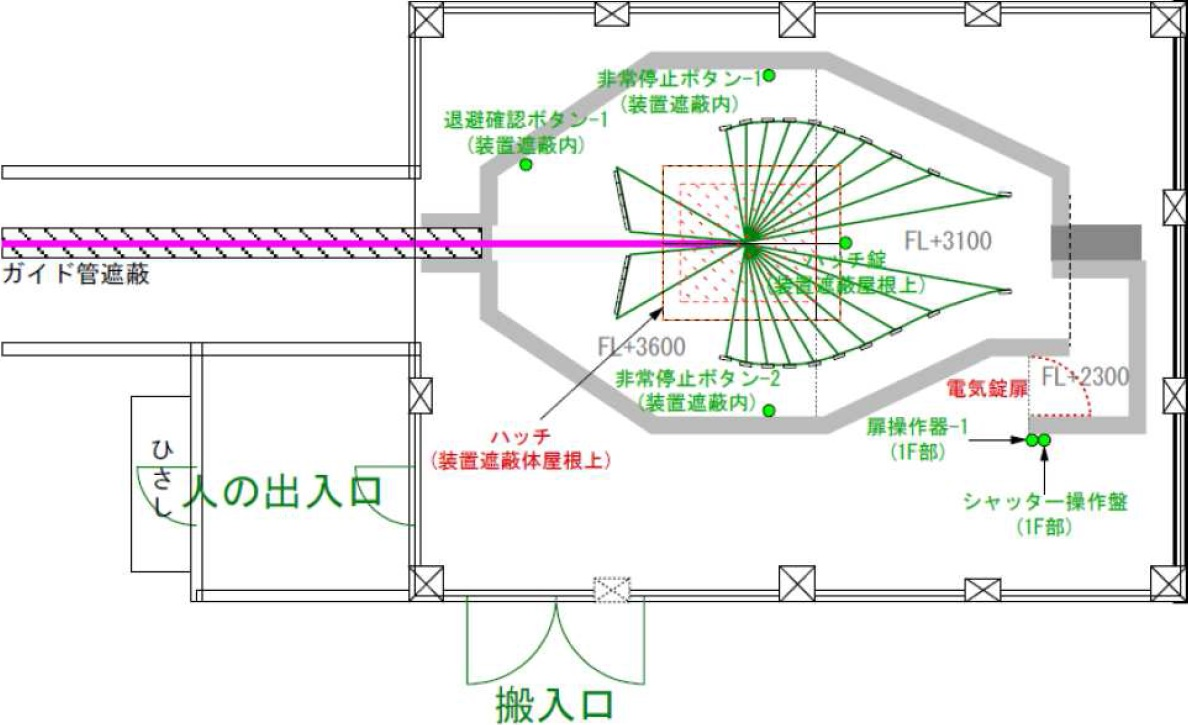 非常停止ボタン-1
(装置遮蔽内)
退避確認ボタン-1
(装置遮蔽内)
FL+3100
ハッチ錠
(装置遮蔽屋根上)
ガイド管遮蔽
FL+3600
非常停止ボタン-2
(装置遮蔽内)
FL+2300
電気錠扉
ハッチ
(装置遮蔽体屋根上)
扉操作器-1
(1F部)
ひさし
人の出入口
シャッター操作盤
(1F部)
搬入口